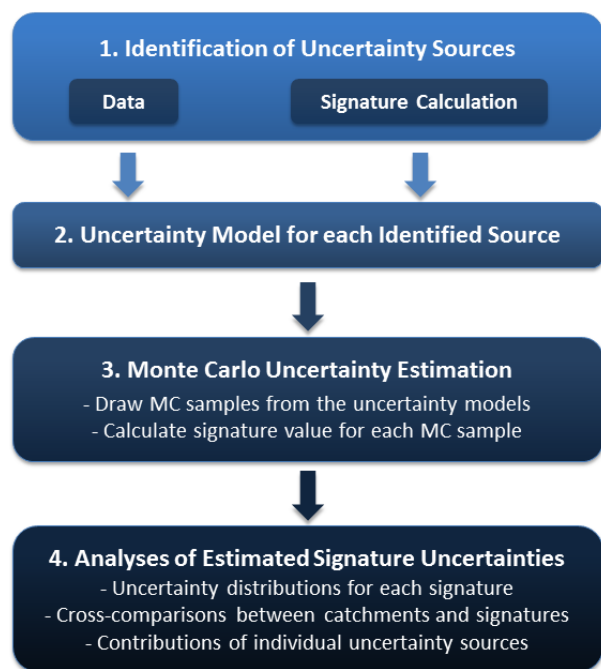 1. Identification of Uncertainty Sources
Data
Signature Calculation
2. Uncertainty Model for each Identified Source
3. Monte Carlo Uncertainty Estimation
- Draw MC samples from the uncertainty models
- Calculate signature value for each MC sample
4. Analyses of Estimated Signature Uncertainties
- Uncertainty distributions for each signature
- Cross-comparisons between catchments and signatures
- Contributions of individual uncertainty sources